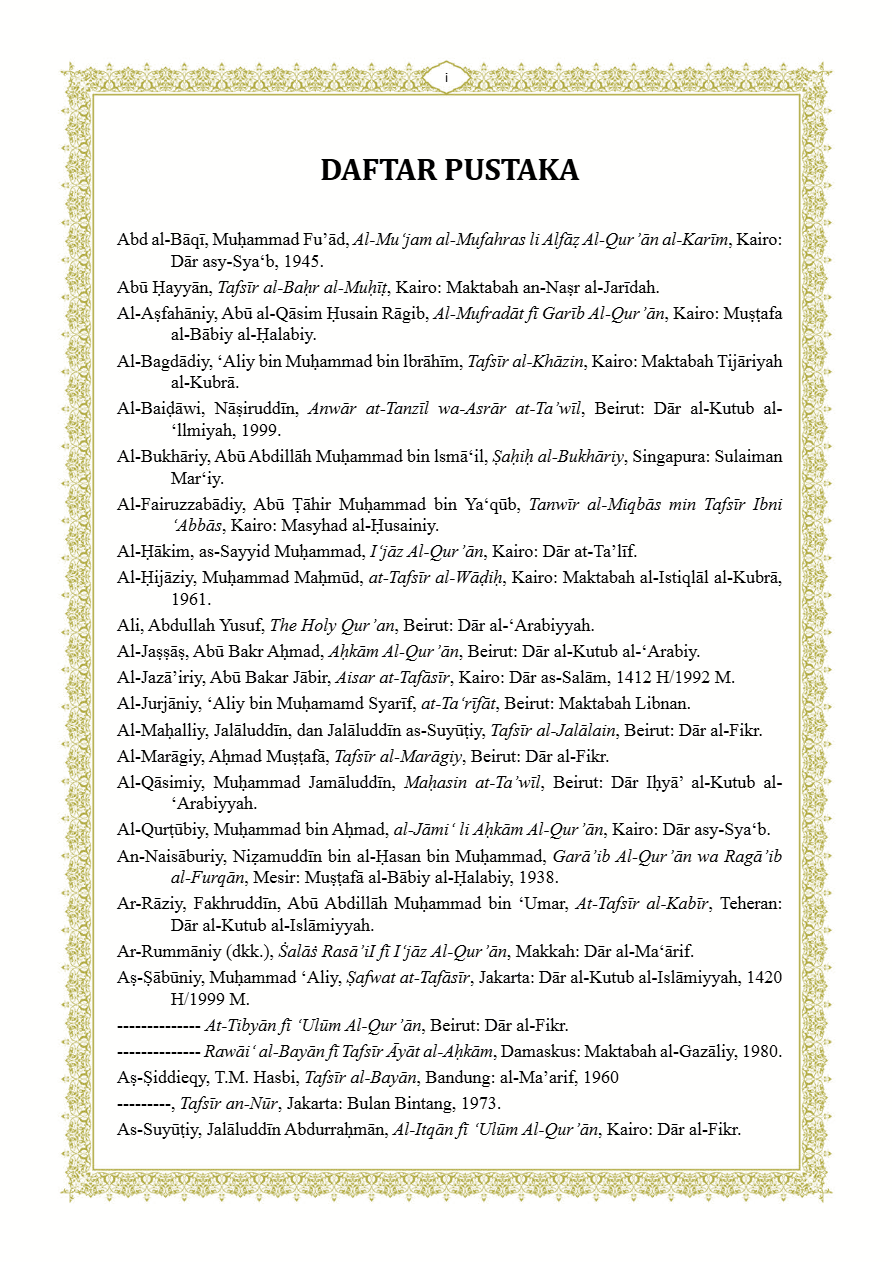 i
DAFTAR PUSTAKA
Abd al-Bāqī, Muḥammad Fu’ād, Al-Mu‘jam al-Mufahras li Alfāẓ Al-Qur’ān al-Karīm, Kairo:
Dār asy-Sya‘b, 1945.
Abū Ḥayyān, Tafsīr al-Baḥr al-Muḥīṭ, Kairo: Maktabah an-Naṣr al-Jarīdah.
Al-Aṣfahāniy, Abū al-Qāsim Ḥusain Rāgib, Al-Mufradāt fī Garīb Al-Qur’ān, Kairo: Muṣṭafa
al-Bābiy al-Ḥalabiy.
Al-Bagdādiy, ‘Aliy bin Muḥammad bin lbrāhīm, Tafsīr al-Khāzin, Kairo: Maktabah Tijāriyah
al-Kubrā.
Al-Baiḍāwi, Nāṣiruddīn, Anwār at-Tanzīl wa-Asrār at-Ta’wīl, Beirut: Dār al-Kutub al-
‘llmiyah, 1999.
Al-Bukhāriy, Abū Abdillāh Muḥammad bin lsmā‘il, Ṣaḥiḥ al-Bukhāriy, Singapura: Sulaiman
Mar‘iy.
Al-Fairuzzabādiy, Abū Ṭāhir Muḥammad bin Ya‘qūb, Tanwīr al-Miqbās min Tafsīr Ibni
‘Abbās, Kairo: Masyhad al-Ḥusainiy.
Al-Ḥākim, as-Sayyid Muḥammad, I‘jāz Al-Qur’ān, Kairo: Dār at-Ta’līf.
Al-Ḥijāziy, Muḥammad Maḥmūd, at-Tafsīr al-Wāḍiḥ, Kairo: Maktabah al-Istiqlāl al-Kubrā,
1961.
Ali, Abdullah Yusuf, The Holy Qur’an, Beirut: Dār al-‘Arabiyyah.
Al-Jaṣṣāṣ, Abū Bakr Aḥmad, Aḥkām Al-Qur’ān, Beirut: Dār al-Kutub al-‘Arabiy.
Al-Jazā’iriy, Abū Bakar Jābir, Aisar at-Tafāsīr, Kairo: Dār as-Salām, 1412 H/1992 M.
Al-Jurjāniy, ‘Aliy bin Muḥamamd Syarīf, at-Ta‘rīfāt, Beirut: Maktabah Libnan.
Al-Maḥalliy, Jalāluddīn, dan Jalāluddīn as-Suyūṭiy, Tafsīr al-Jalālain, Beirut: Dār al-Fikr.
Al-Marāgiy, Aḥmad Muṣṭafā, Tafsīr al-Marāgiy, Beirut: Dār al-Fikr.
Al-Qāsimiy, Muḥammad Jamāluddīn, Maḥasin at-Ta’wīl, Beirut: Dār Iḥyā’ al-Kutub al-
‘Arabiyyah.
Al-Qurṭūbiy, Muḥammad bin Aḥmad, al-Jāmi‘ li Aḥkām Al-Qur’ān, Kairo: Dār asy-Sya‘b.
An-Naisāburiy, Niẓamuddīn bin al-Ḥasan bin Muḥammad, Garā’ib Al-Qur’ān wa Ragā’ib
al-Furqān, Mesir: Muṣṭafā al-Bābiy al-Ḥalabiy, 1938.
Ar-Rāziy, Fakhruddīn, Abū Abdillāh Muḥammad bin ‘Umar, At-Tafsīr al-Kabīr, Teheran:
Dār al-Kutub al-Islāmiyyah.
Ar-Rummāniy (dkk.), Ṡalāṡ Rasā’iI fī I‘jāz Al-Qur’ān, Makkah: Dār al-Ma‘ārif.
Aṣ-Ṣābūniy, Muḥammad ‘Aliy, Ṣafwat at-Tafāsīr, Jakarta: Dār al-Kutub al-Islāmiyyah, 1420
H/1999 M.
-------------- At-Tibyān fī ‘Ulūm Al-Qur’ān, Beirut: Dār al-Fikr.
-------------- Rawāi‘ al-Bayān fī Tafsīr Āyāt al-Aḥkām, Damaskus: Maktabah al-Gazāliy, 1980.
Aṣ-Ṣiddieqy, T.M. Hasbi, Tafsīr al-Bayān, Bandung: al-Ma’arif, 1960
---------, Tafsīr an-Nūr, Jakarta: Bulan Bintang, 1973.
As-Suyūṭiy, Jalāluddīn Abdurraḥmān, Al-Itqān fī ‘Ulūm Al-Qur’ān, Kairo: Dār al-Fikr.